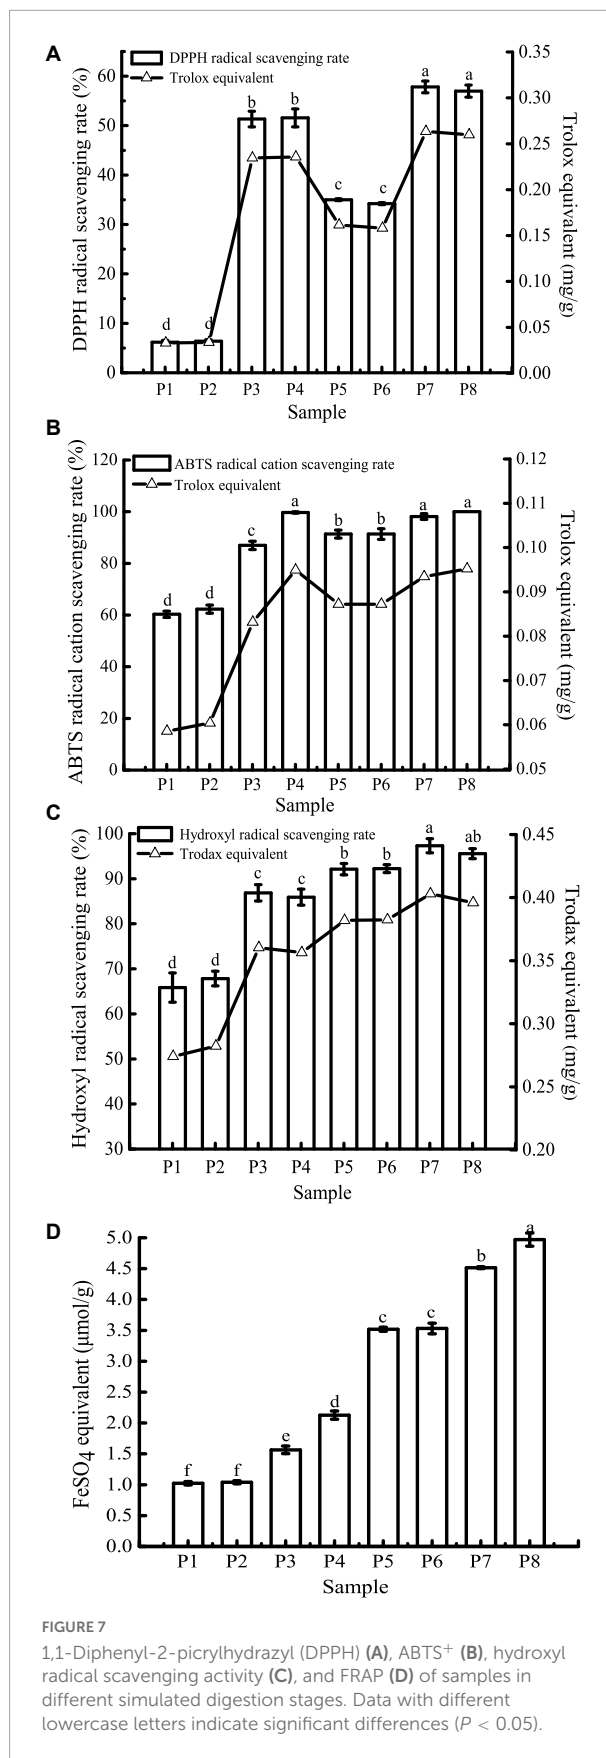 A
DPPH radical scavenging rate
Trolox equivalent
DPPH radical scavenging rate (%)
60
50
40
30
20
10
0
d
d
b
b
c
c
a
a
0.35
0.30
0.25
0.20
0.15
0.10
0.05
0.00
Trolox equivalent (mg/g)
P1 P2 P3 P4 P5 P6 P7 P8
Sample
B
ABTS radical cation scavenging rate
Trolox equivalent
ABTS radical cation scavenging rate (%)
120
100
80
60
40
20
0
d
d
c
a
b
b
a
a
0.12
0.11
0.10
0.09
0.08
0.07
0.06
0.05
Trolox equivalent (mg/g)
P1 P2 P3 P4 P5 P6 P7 P8
Sample
C
Hydroxyl radical scavenging rate
Trodax equivalent
Hydroxyl radical scavenging rate (%)
100
90
80
70
60
50
40
30
d
d
c
c
b
b
a
ab
0.45
0.40
0.35
0.30
0.25
0.20
Trodax equivalent (mg/g)
P1 P2 P3 P4 P5 P6 P7 P8
Sample
D
FeSO4 equivalent (μmol/g)
5.0
4.5
4.0
3.5
3.0
2.5
2.0
1.5
1.0
0.5
0.0
f
f
e
d
c
c
b
a
P1 P2 P3 P4 P5 P6 P7 P8
Sample
FIGURE 7
1,1-Diphenyl-2-picrylhydrazyl (DPPH) (A), ABTS+ (B), hydroxyl
radical scavenging activity (C), and FRAP (D) of samples in
different simulated digestion stages. Data with different
lowercase letters indicate significant differences (P < 0.05).